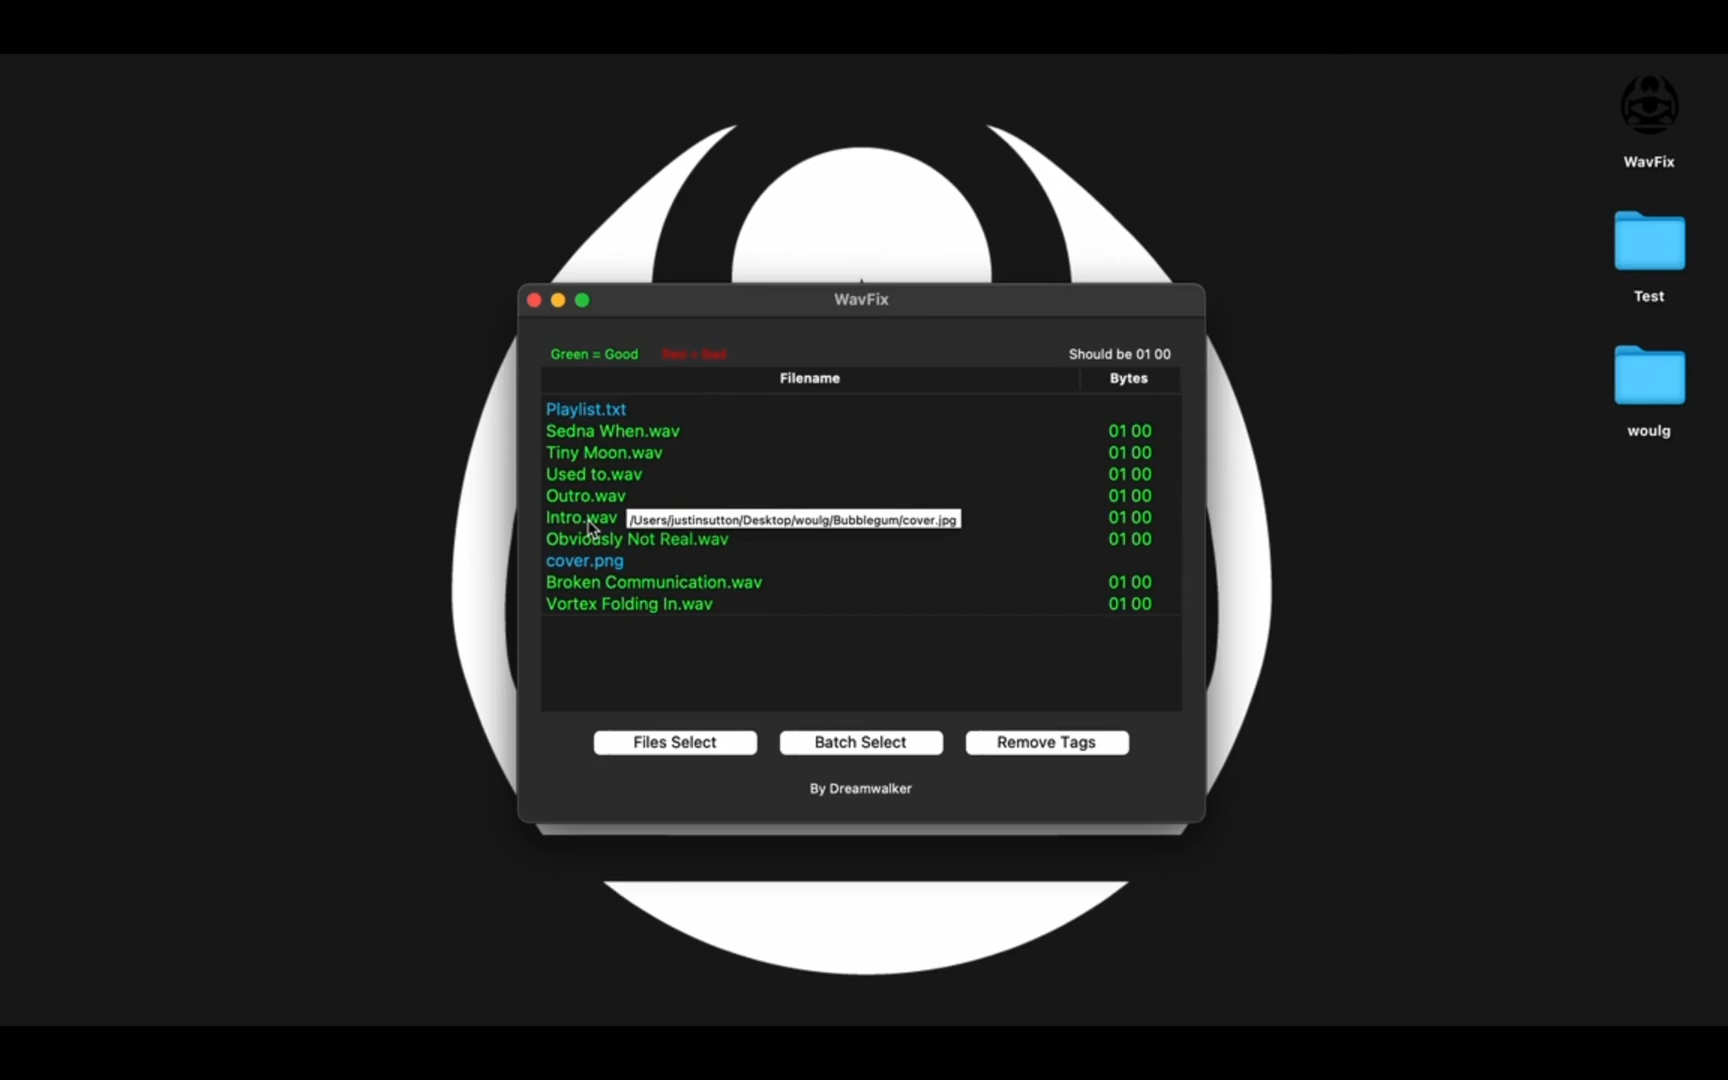 WavFix
Test
woulg
WavFix
Green = Good Red = Bad Should be 01 00
Filename Bytes
Playlist.txt
Sedna When.wav 01 00
Tiny Moon.wav 01 00
Used to.wav 01 00
Outro.wav 01 00
Intro.wav /Users/justinsutton/Desktop/woulg/Bubblegum/cover.jpg 01 00
Obviously Not Real.wav 01 00
cover.png
Broken Communication.wav 01 00
Vortex Folding In.wav 01 00
Files Select Batch Select Remove Tags
By Dreamwalker